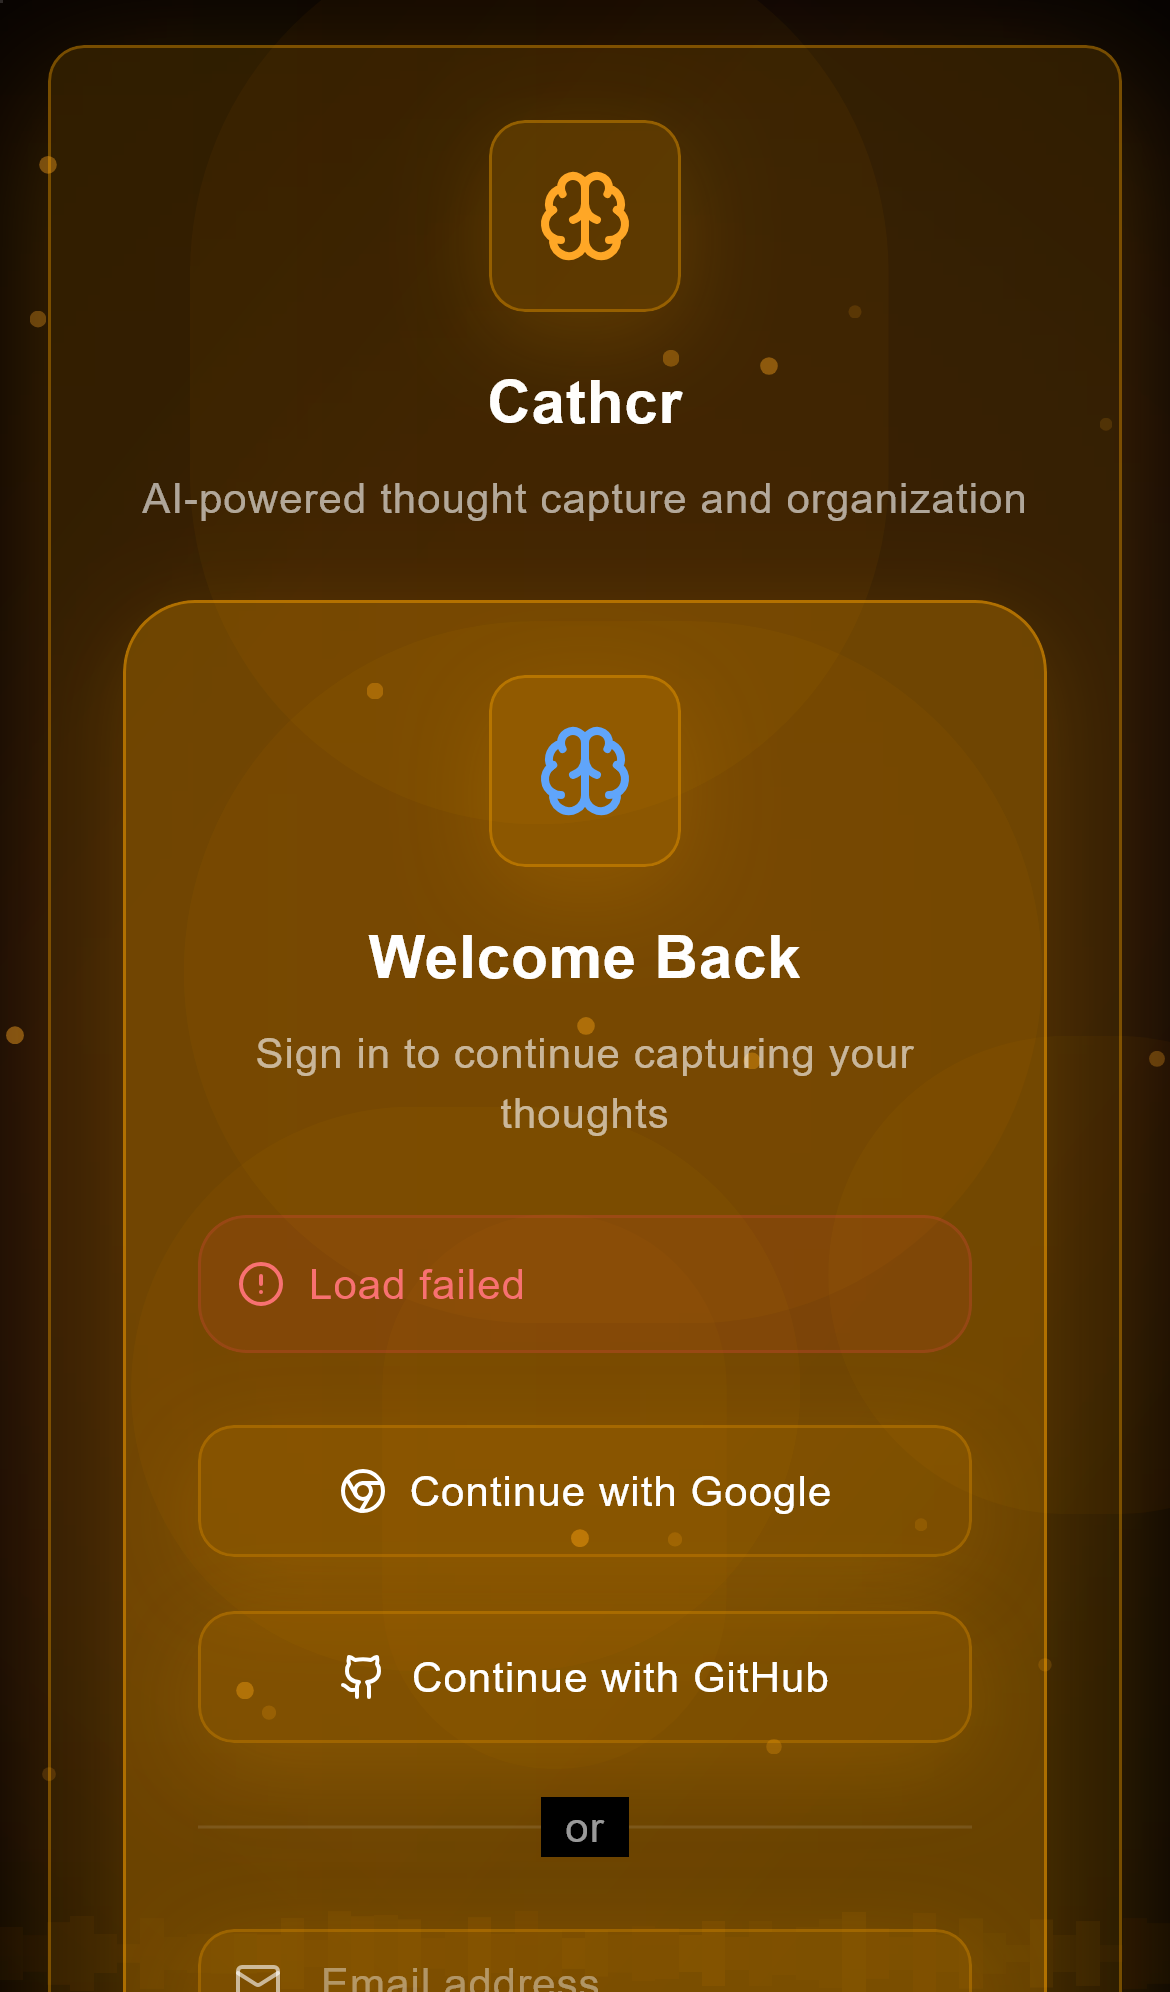 Cathcr
AI-powered thought capture and organization
Welcome Back
Sign in to continue capturing your
thoughts
Load failed
Continue with Google
Continue with GitHub
or
Email address